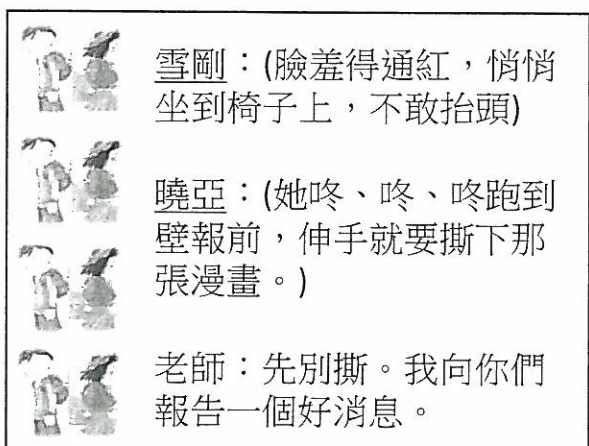 雪剛：(臉羞得通紅，悄悄
坐到椅子上，不敢抬頭)
曉亞：(她咚、咚、咚跑到
壁報前，伸手就要撕下那
張漫畫。)
老師：先別撕。我向你們
報告一個好消息。